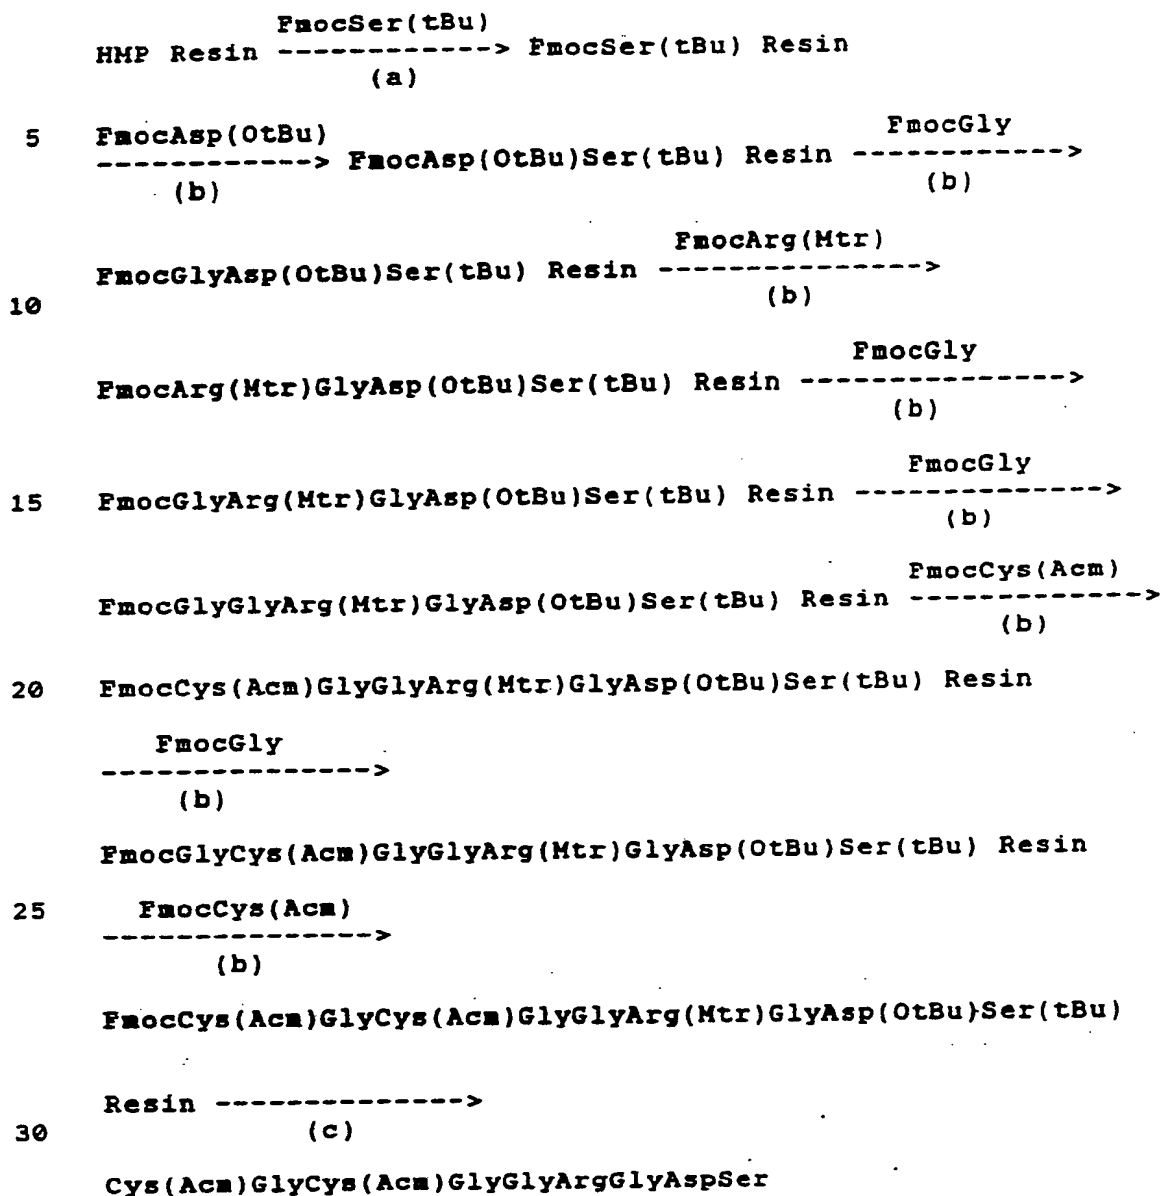 FmocSer(tBu)
HMP Resin ------------> FmocSer(tBu) Resin
(a)
5 FmocAsp(OtBu) FmocGly
------------> FmocAsp(OtBu)Ser(tBu) Resin ------------>
(b) (b)
FmocArg(Mtr)
FmocGlyAsp(OtBu)Ser(tBu) Resin --------------->
10 (b)
FmocGly
FmocArg(Mtr)GlyAsp(OtBu)Ser(tBu) Resin --------------->
(b)
FmocGly
15 FmocGlyArg(Mtr)GlyAsp(OtBu)Ser(tBu) Resin -------------->
(b)
FmocCys(Acm)
FmocGlyGlyArg(Mtr)GlyAsp(OtBu)Ser(tBu) Resin ------------->
(b)
20 FmocCys(Acm)GlyGlyArg(Mtr)GlyAsp(OtBu)Ser(tBu) Resin
FmocGly
--------------->
(b)
FmocGlyCys(Acm)GlyGlyArg(Mtr)GlyAsp(OtBu)Ser(tBu) Resin
25 FmocCys(Acm)
--------------->
(b)
FmocCys(Acm)GlyCys(Acm)GlyGlyArg(Mtr)GlyAsp(OtBu)Ser(tBu)
Resin -------------->
30 (c)
Cys(Acm)GlyCys(Acm)GlyGlyArgGlyAspSer